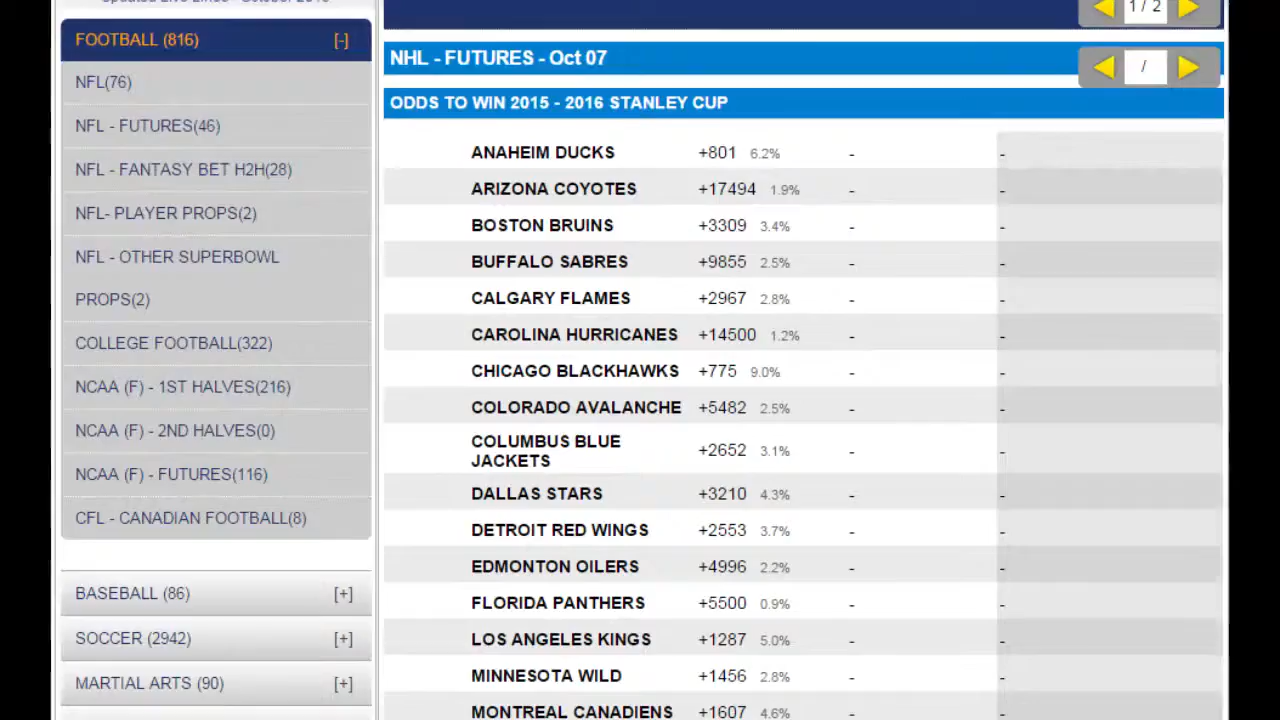 FOOTBALL (816) [-]
NFL(76)
NFL - FUTURES(46)
NFL - FANTASY BET H2H(28)
NFL- PLAYER PROPS(2)
NFL - OTHER SUPERBOWL
PROPS(2)
COLLEGE FOOTBALL(322)
NCAA (F) - 1ST HALVES(216)
NCAA (F) - 2ND HALVES(0)
NCAA (F) - FUTURES(116)
CFL - CANADIAN FOOTBALL(8)
BASEBALL (86) [+]
SOCCER (2942) [+]
MARTIAL ARTS (90) [+]
1 / 2
NHL - FUTURES - Oct 07
/
ODDS TO WIN 2015 - 2016 STANLEY CUP
ANAHEIM DUCKS +801 6.2% - -
ARIZONA COYOTES +17494 1.9% - -
BOSTON BRUINS +3309 3.4% - -
BUFFALO SABRES +9855 2.5% - -
CALGARY FLAMES +2967 2.8% - -
CAROLINA HURRICANES +14500 1.2% - -
CHICAGO BLACKHAWKS +775 9.0% - -
COLORADO AVALANCHE +5482 2.5% - -
COLUMBUS BLUE
JACKETS +2652 3.1% - -
DALLAS STARS +3210 4.3% - -
DETROIT RED WINGS +2553 3.7% - -
EDMONTON OILERS +4996 2.2% - -
FLORIDA PANTHERS +5500 0.9% - -
LOS ANGELES KINGS +1287 5.0% - -
MINNESOTA WILD +1456 2.8% - -
MONTREAL CANADIENS +1607 4.6% - -